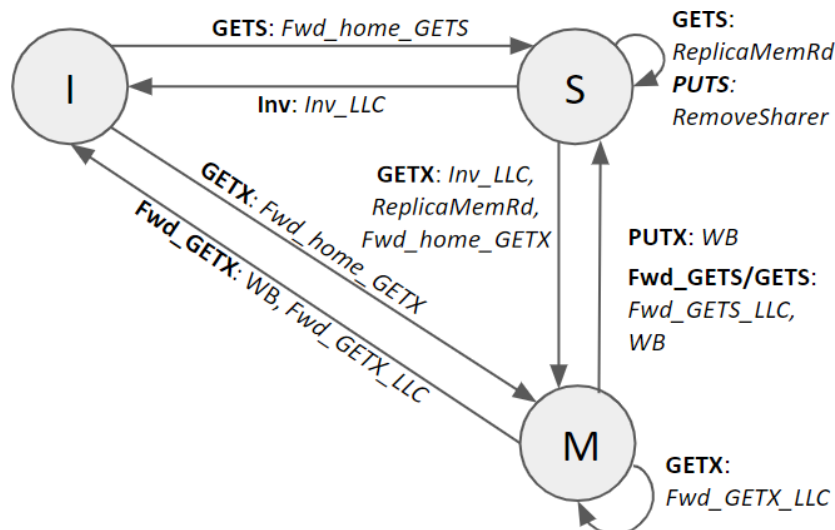 GETS: Fwd_home_GETS
I
S
GETS:
ReplicaMemRd
PUTS:
RemoveSharer
Inv: Inv_LLC
GETX: Fwd_home_GETX
Fwd_GETX: WB, Fwd_GETX_LLC
GETX: Inv_LLC,
ReplicaMemRd,
Fwd_home_GETX
PUTX: WB
Fwd_GETS/GETS:
Fwd_GETS_LLC,
WB
M
GETX:
Fwd_GETX_LLC